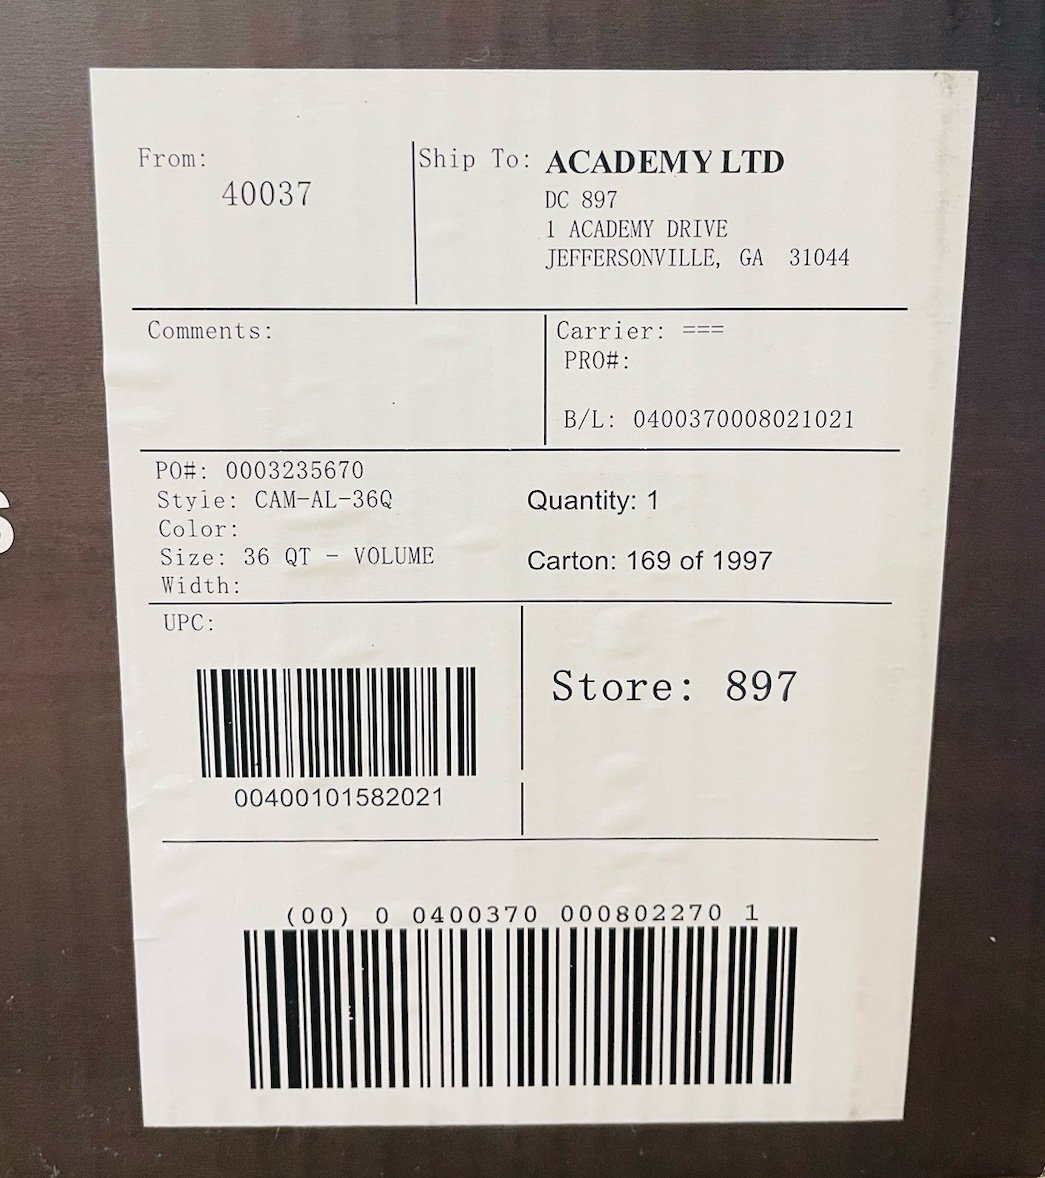 From:
40037
Ship To: ACADEMY LTD
DC 897
1 ACADEMY DRIVE
JEFFERSONVILLE, GA 31044
Comments:
Carrier: ===
PRO#:
B/L: 0400370008021021
PO#: 0003235670
Style: CAM-AL-36Q
Color:
Size: 36 QT - VOLUME
Width:
Quantity: 1
Carton: 169 of 1997
UPC:
00400101582021
Store: 897
(00) 0 0400370 000802270 1
S